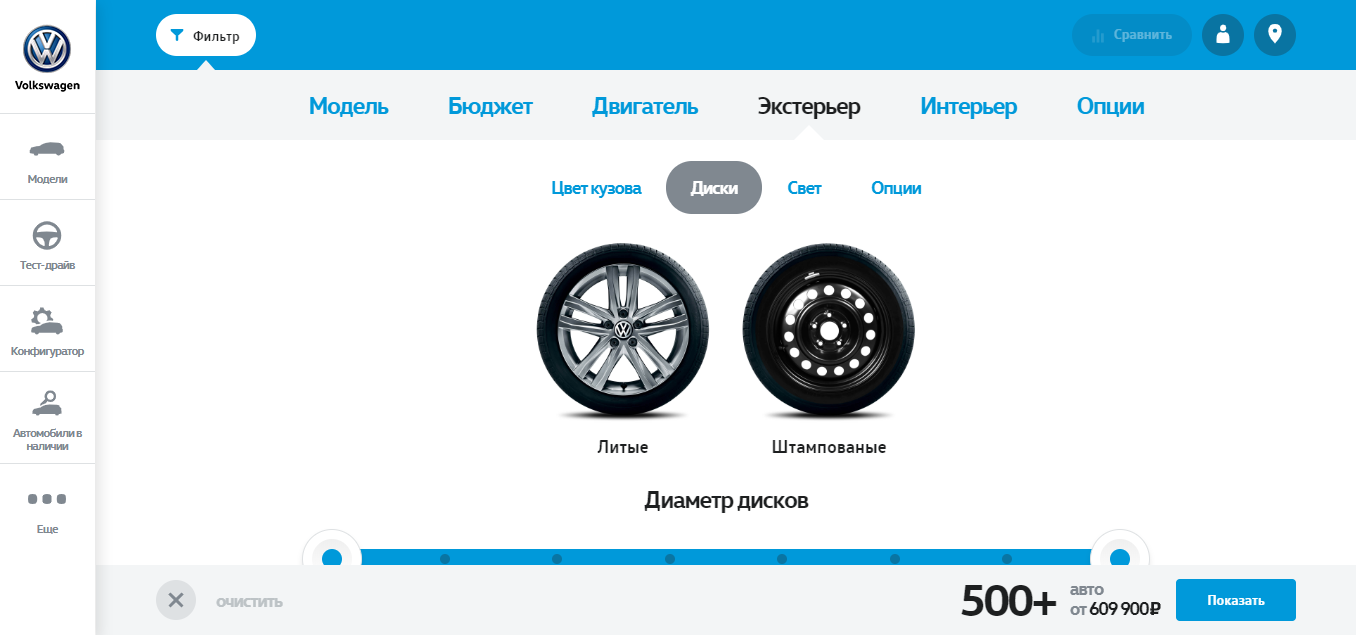 Фильтр
Сравнить
Volkswagen
Модель Бюджет Двигатель Экстерьер Интерьер Опции
Модели
Цвет кузова Диски Свет Опции
Тест-драйв
Конфигуратор
Автомобили в
наличии
Литые Штампованые
Диаметр дисков
Еще
очистить
500+ авто
от 609 900₽
Показать